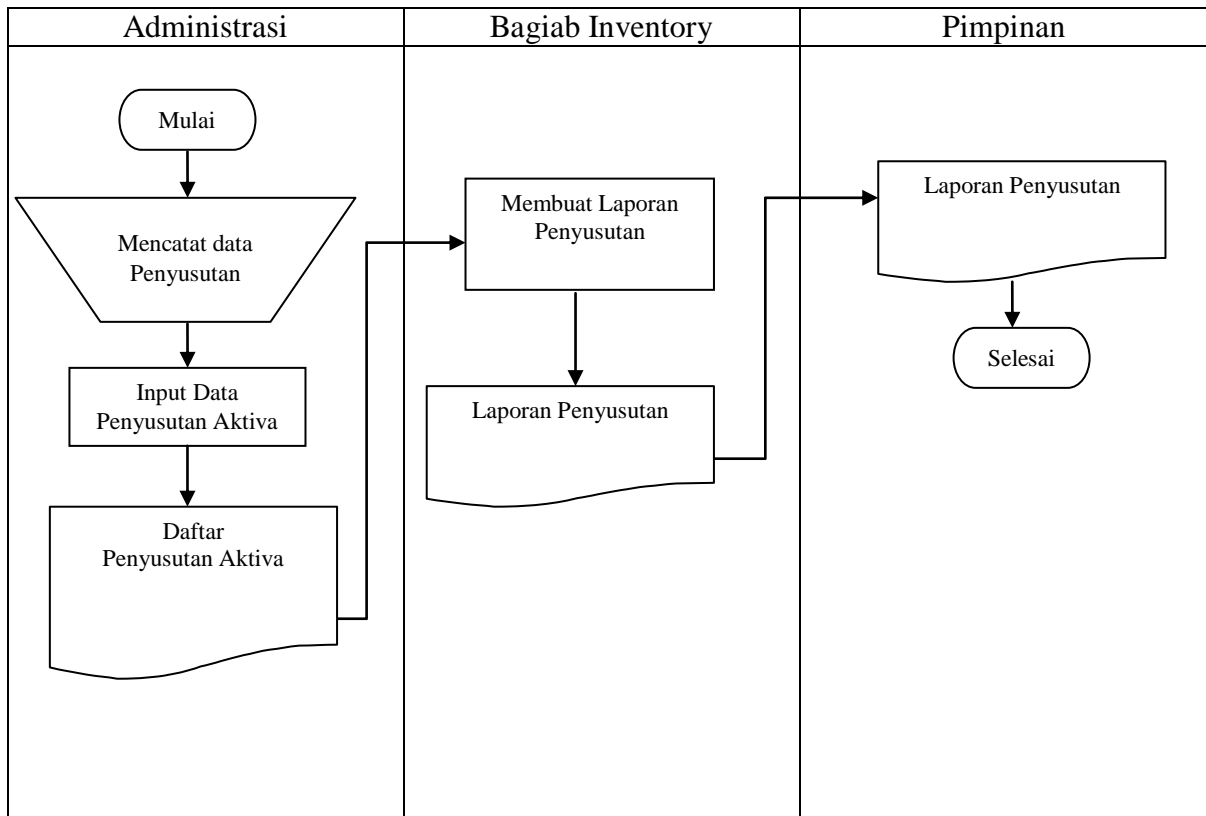 Administrasi
Bagiab Inventory
Pimpinan
Mulai
Mencatat data
Penyusutan
Input Data
Penyusutan Aktiva
Daftar
Penyusutan Aktiva
Membuat Laporan
Penyusutan
Laporan Penyusutan
Laporan Penyusutan
Selesai